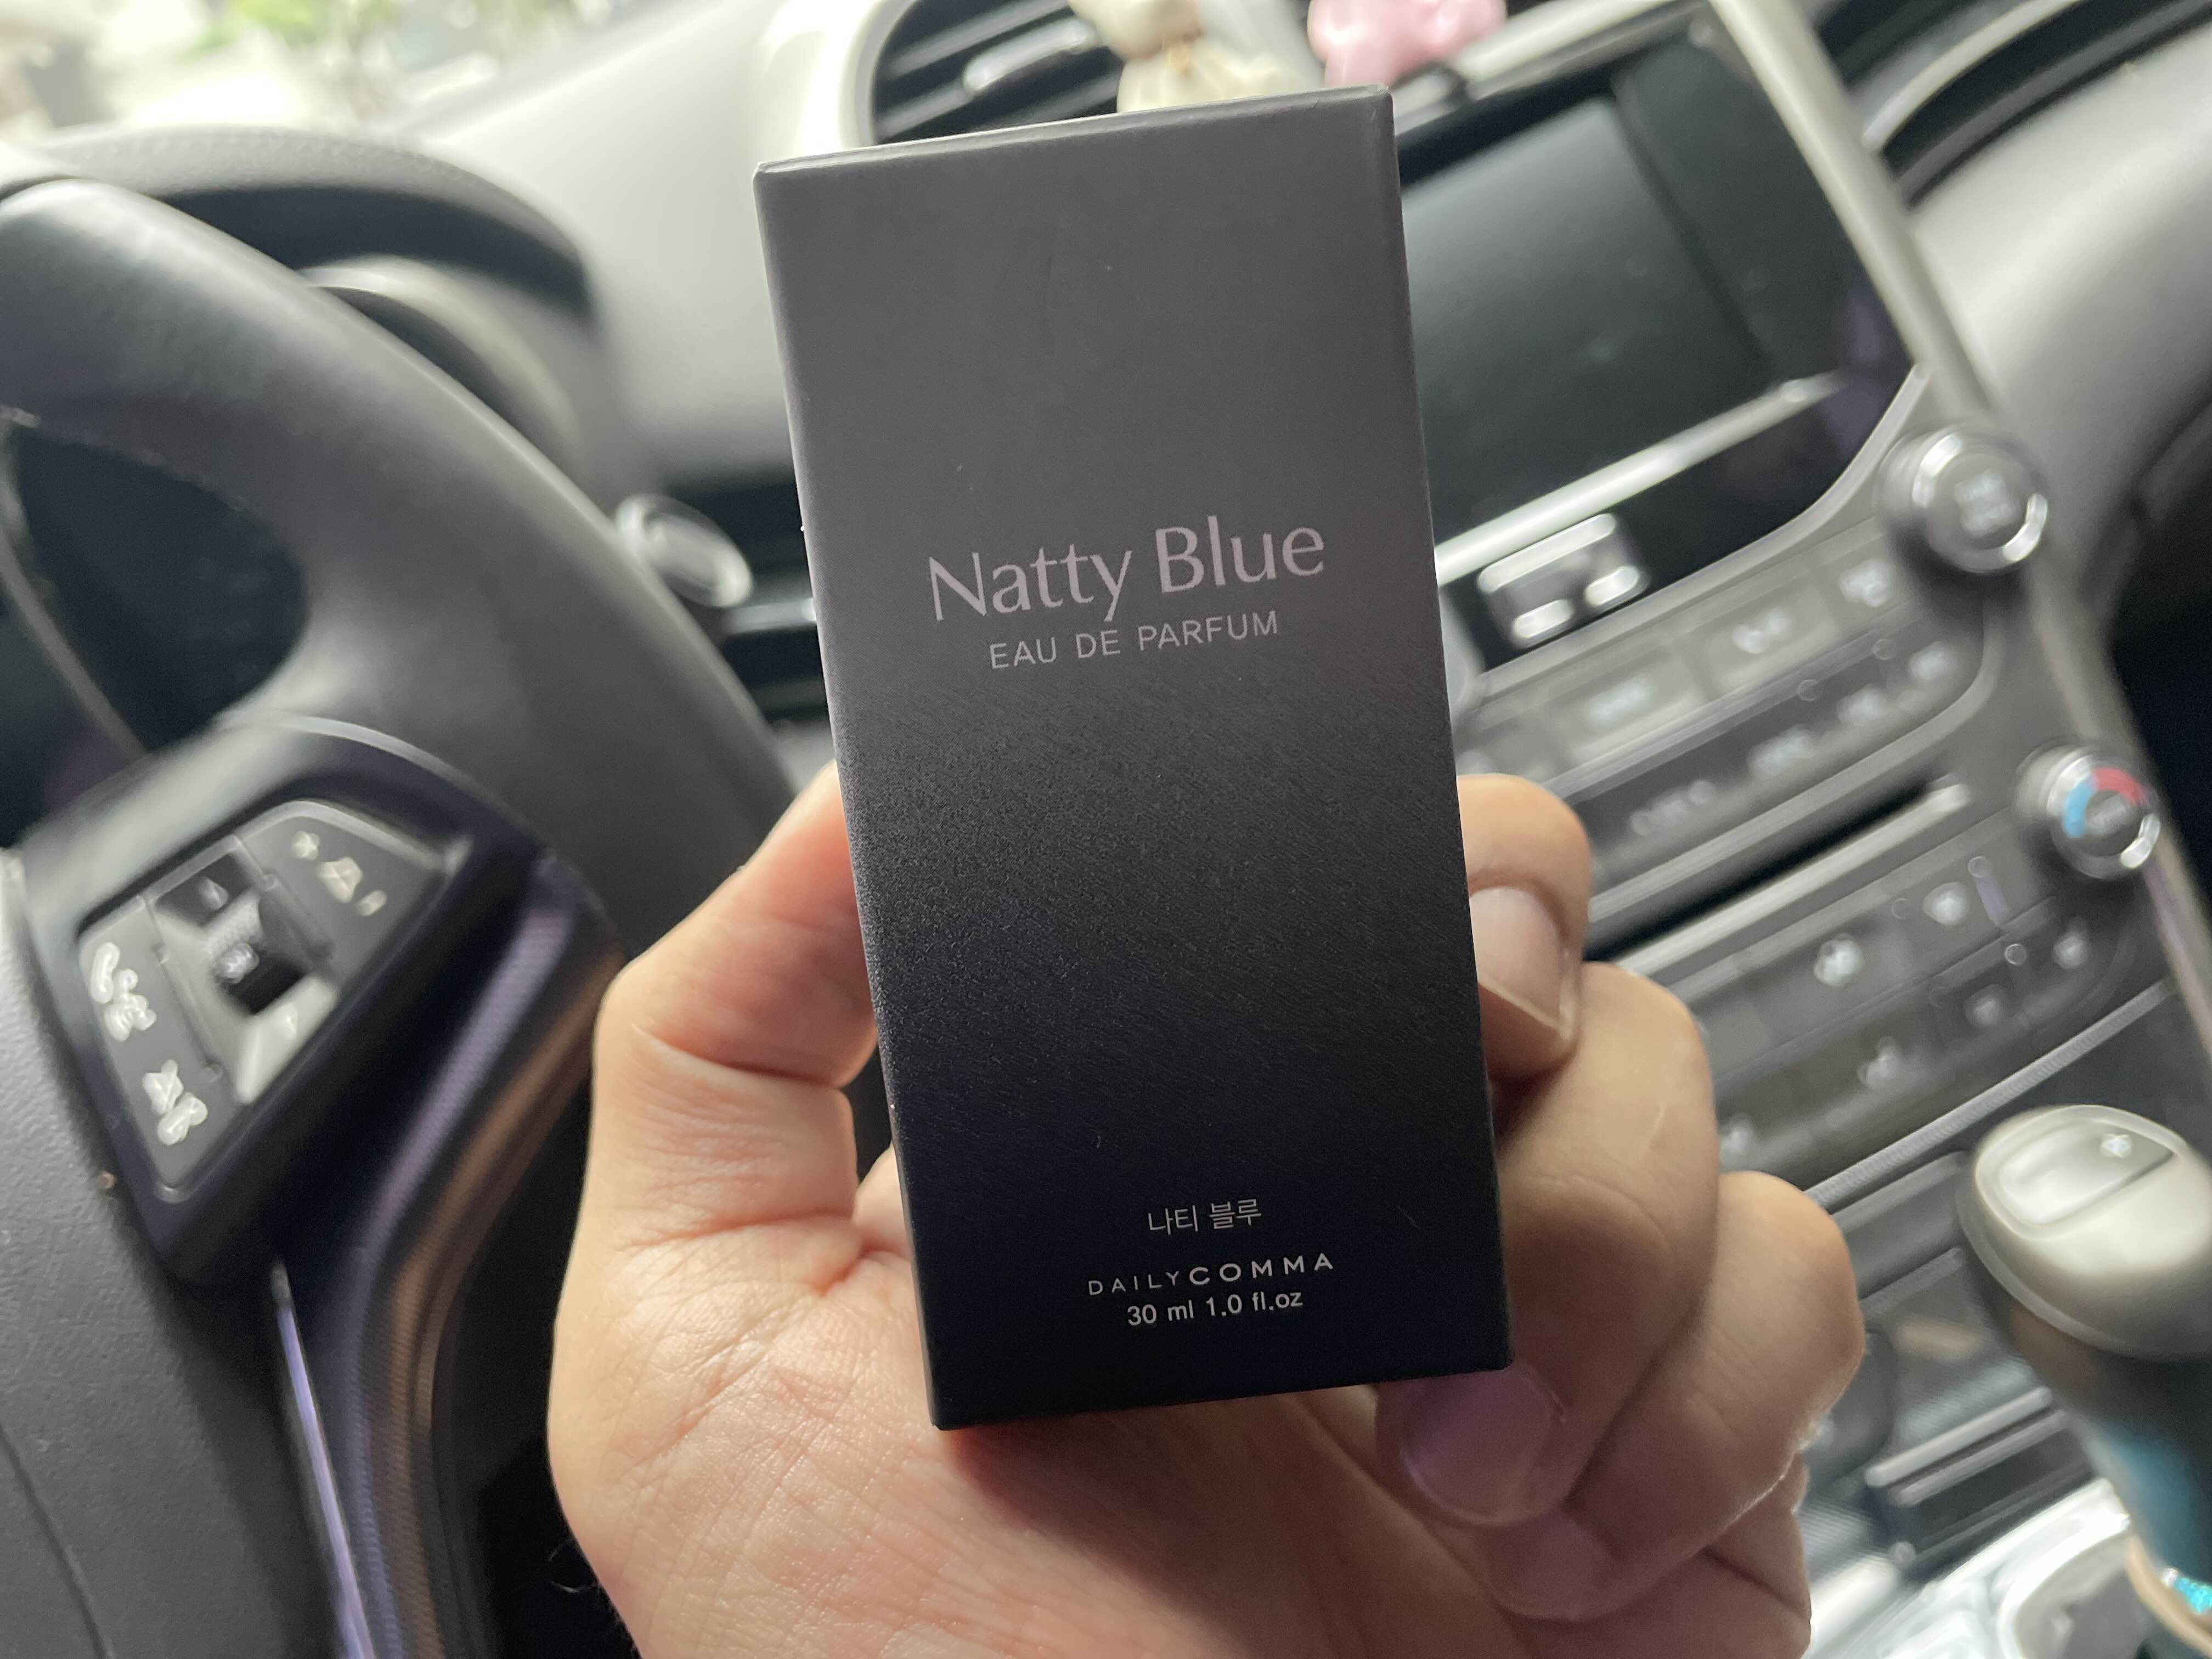 Natty Blue
EAU DE PARFUM
나티 블루
DAILYCOMMA
30 ml 1.0 fl.oz